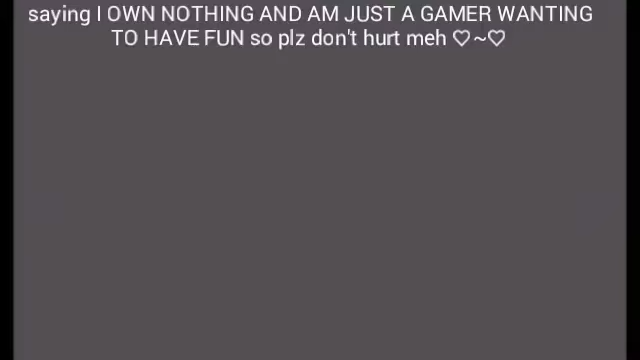 saying I OWN NOTHING AND AM JUST A GAMER WANTING
TO HAVE FUN so plz don't hurt meh ♡~♡